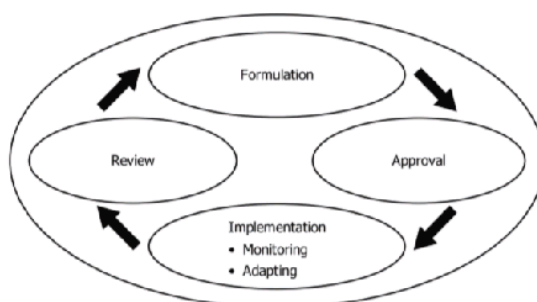 Formulation
Review
Approval
Implementation
• Monitoring
• Adapting